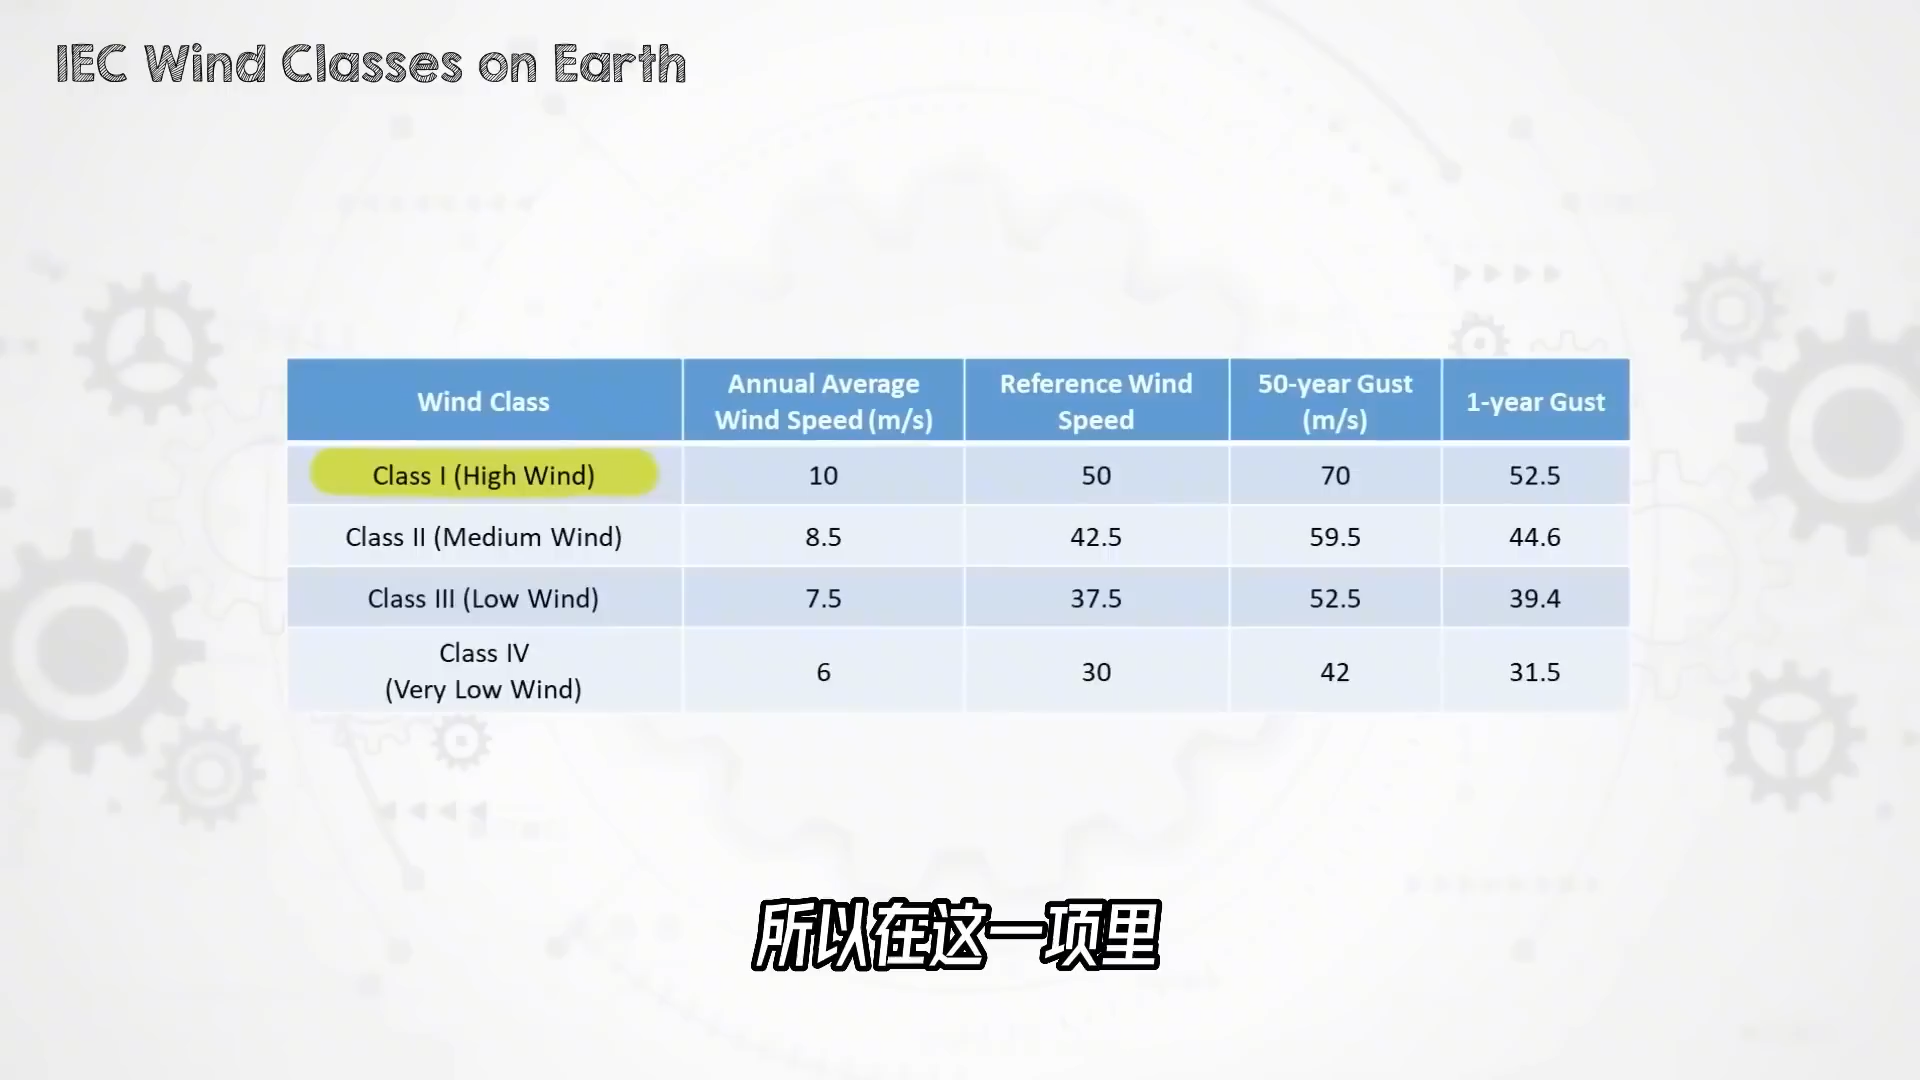 IEC Wind Classes on Earth
Wind Class
Annual Average
Wind Speed (m/s)
Reference Wind
Speed
50-year Gust
(m/s)
1-year Gust
Class I (High Wind)
10
50
70
52.5
Class II (Medium Wind)
8.5
42.5
59.5
44.6
Class III (Low Wind)
7.5
37.5
52.5
39.4
Class IV
(Very Low Wind)
6
30
42
31.5
所以在这一项里